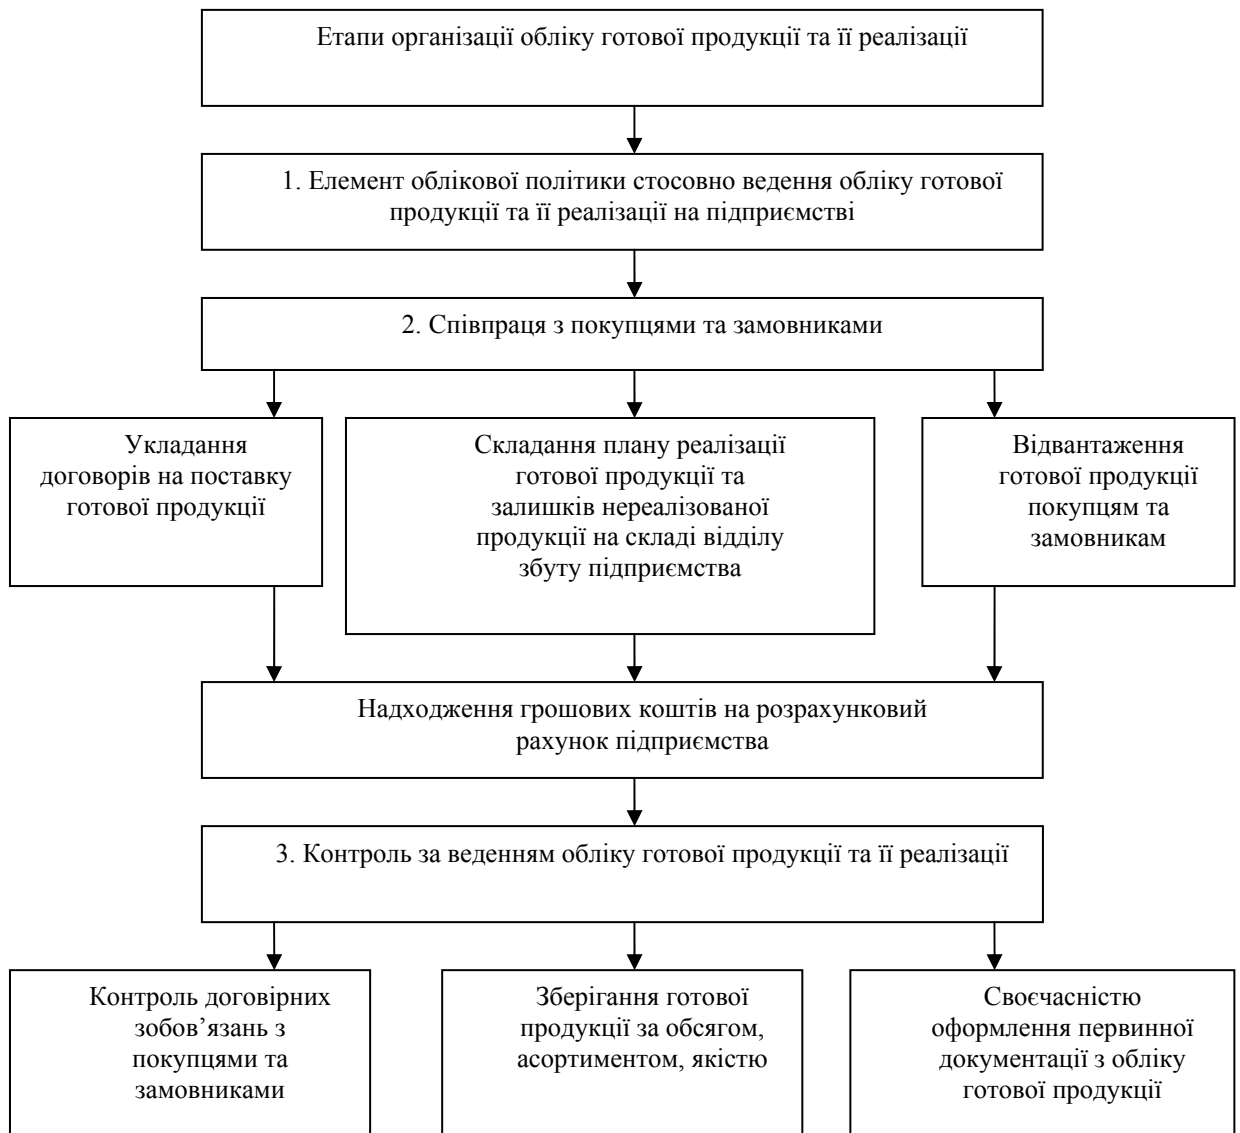 Етапи організації обліку готової продукції та її реалізації
1. Елемент облікової політики стосовно ведення обліку готової
продукції та її реалізації на підприємстві
2. Співпраця з покупцями та замовниками
Укладання
договорів на поставку
готової продукції
Складання плану реалізації
готової продукції та
залишків нереалізованої
продукції на складі відділу
збуту підприємства
Відвантаження
готової продукції
покупцям та
замовникам
Надходження грошових коштів на розрахунковий
рахунок підприємства
3. Контроль за веденням обліку готової продукції та її реалізації
Контроль договірних
зобов’язань з
покупцями та
замовниками
Зберігання готової
продукції за обсягом,
асортиментом, якістю
Своєчасністю
оформлення первинної
документації з обліку
готової продукції